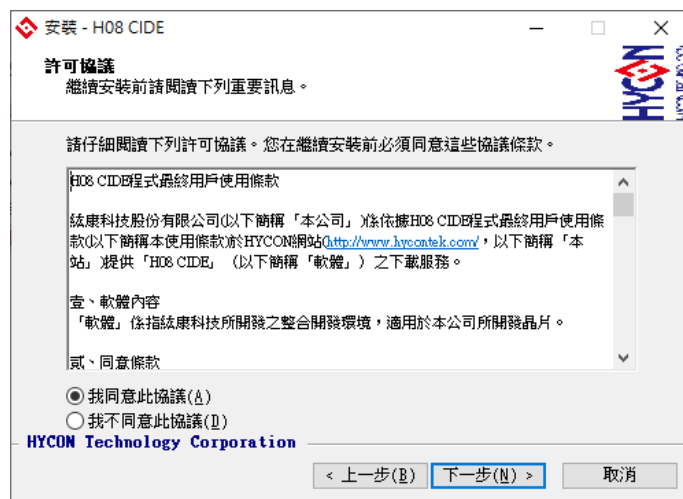 安裝 - H08 CIDE
許可協議
繼續安裝前請閱讀下列重要訊息。
HYCON
請仔細閱讀下列許可協議。您在繼續安裝前必須同意這些協議條款。
H08 CIDE程式最終用戶使用條款
紘康科技股份有限公司(以下簡稱「本公司」)係依據H08 CIDE程式最終用戶使用條
款(以下簡稱本使用條款)於HYCON網站(http://www.hycontek.com/，以下簡稱「本
站」)提供「H08 CIDE」（以下簡稱「軟體」）之下載服務。
壹、軟體內容
「軟體」係指紘康科技所開發之整合開發環境，適用於本公司所開發晶片。
貳、同意條款
我同意此協議(A)
我不同意此協議(D)
HYCON Technology Corporation
< 上一步(B)
下一步(N) >
取消